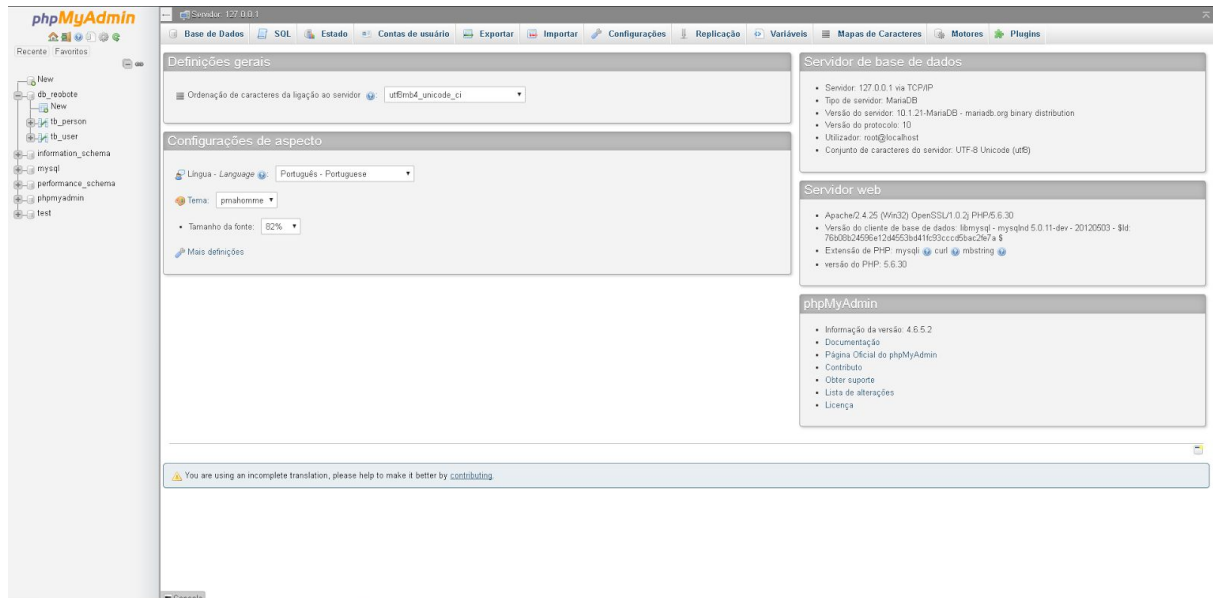 phpMyAdmin
Recente Favoritos
New
db_reobote
New
tb_person
tb_user
information_schema
mysql
performance_schema
phpmyadmin
test
Servidor: 127.0.0.1
Base de Dados SQL Estado Contas de usuário Exportar Importar Configurações Replicação Variáveis Mapas de Caracteres Motores Plugins
Definições gerais
Ordenação de caracteres da ligação ao servidor utf8mb4_unicode_ci
Configurações de aspecto
Língua - Language Português - Portuguese
Tema: pmahomme
Tamanho da fonte: 82%
Mais definições
Servidor de base de dados
Servidor: 127.0.0.1 via TCP/IP
Tipo de servidor: MariaDB
Versão do servidor: 10.1.21-MariaDB - mariadb.org binary distribution
Versão do protocolo: 10
Utilizador: root@localhost
Conjunto de caracteres do servidor: UTF-8 Unicode (utf8)
Servidor web
Apache/2.4.25 (Win32) OpenSSL/1.0.2j PHP/5.6.30
Versão do cliente de base de dados: libmysql - mysqlnd 5.0.11-dev - 20120503 - $Id:
76b08b24596e12d4553bd41fc93cccd5bac2fe7a $
Extensão de PHP: mysqli curl mbstring
versão do PHP: 5.6.30
phpMyAdmin
Informação da versão: 4.6.5.2
Documentação
Página Oficial do phpMyAdmin
Contributo
Obter suporte
Lista de alterações
Licença
You are using an incomplete translation, please help to make it better by contributing.
Console